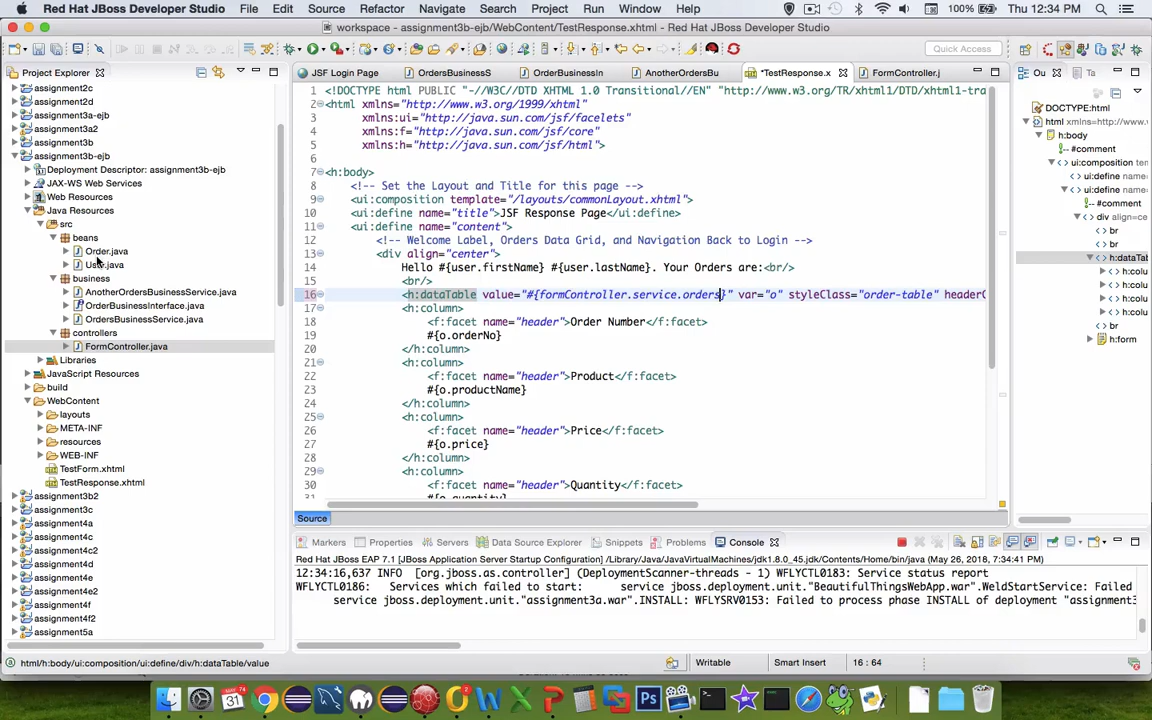 Red Hat JBoss Developer Studio File Edit Source Refactor Navigate Search Project Run Window Help 100% Thu 12:34 PM
workspace - assignment3b-ejb/WebContent/TestResponse.xhtml - Red Hat JBoss Developer Studio
Quick Access
Project Explorer
assignment2c
assignment2d
assignment3a-ejb
assignment3a2
assignment3b
assignment3b-ejb
Deployment Descriptor: assignment3b-ejb
JAX-WS Web Services
Web Resources
Java Resources
src
beans
Order.java
User.java
business
AnotherOrdersBusinessService.java
OrderBusinessInterface.java
OrdersBusinessService.java
controllers
FormController.java
Libraries
JavaScript Resources
build
WebContent
layouts
META-INF
resources
WEB-INF
TestForm.xhtml
TestResponse.xhtml
assignment3b2
assignment3c
assignment4a
assignment4c
assignment4c2
assignment4d
assignment4e
assignment4e2
assignment4f
assignment4f2
assignment5a
JSF Login Page OrdersBusinessS OrderBusinessIn AnotherOrdersBu *TestResponse.x FormController.j
1 <!DOCTYPE html PUBLIC "-//W3C//DTD XHTML 1.0 Transitional//EN" "http://www.w3.org/TR/xhtml1/DTD/xhtml1-tra
2 <html xmlns="http://www.w3.org/1999/xhtml"
3 xmlns:ui="http://java.sun.com/jsf/facelets"
4 xmlns:f="http://java.sun.com/jsf/core"
5 xmlns:h="http://java.sun.com/jsf/html">
6
7 <h:body>
8 <!-- Set the Layout and Title for this page -->
9 <ui:composition template="/layouts/commonLayout.xhtml">
10 <ui:define name="title">JSF Response Page</ui:define>
11 <ui:define name="content">
12 <!-- Welcome Label, Orders Data Grid, and Navigation Back to Login -->
13 <div align="center">
14 Hello #{user.firstName} #{user.lastName}. Your Orders are:<br/>
15 <br/>
16 <h:dataTable value="#{formController.service.orders}" var="o" styleClass="order-table" headerC
17 <h:column>
18 <f:facet name="header">Order Number</f:facet>
19 #{o.orderNo}
20 </h:column>
21 <h:column>
22 <f:facet name="header">Product</f:facet>
23 #{o.productName}
24 </h:column>
25 <h:column>
26 <f:facet name="header">Price</f:facet>
27 #{o.price}
28 </h:column>
29 <h:column>
30 <f:facet name="header">Quantity</f:facet>
31 #{o.quantity}
Source
Ou Ta
DOCTYPE:html
html xmlns=http://www.
h:body
#comment
ui:composition ten
ui:define name=
ui:define name=
#comment
div align=ce
br
br
h:dataTab
h:colu
h:colu
h:colu
h:colu
br
h:form
Markers Properties Servers Data Source Explorer Snippets Problems Console
Red Hat JBoss EAP 7.1 [JBoss Application Server Startup Configuration] /Library/Java/JavaVirtualMachines/jdk1.8.0_45.jdk/Contents/Home/bin/java (May 26, 2018, 7:34:41 PM)
12:34:16,637 INFO [org.jboss.as.controller] (DeploymentScanner-threads - 1) WFLYCTL0183: Service status report
WFLYCTL0186: Services which failed to start: service jboss.deployment.unit."BeautifulThingsWebApp.war".WeldStartService: Failed
service jboss.deployment.unit."assignment3a.war".INSTALL: WFLYSRV0153: Failed to process phase INSTALL of deployment "assignment3
html/h:body/ui:composition/ui:define/div/h:dataTable/value Writable Smart Insert 16 : 64